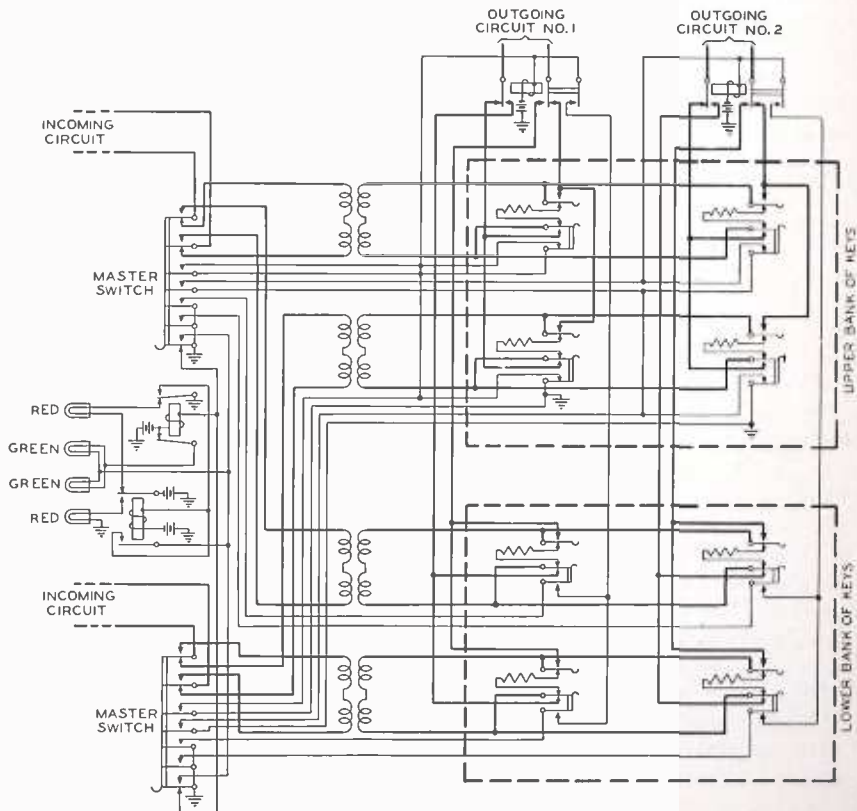 OUTGOING
CIRCUIT NO.1
OUTGOING
CIRCUIT NO.2
INCOMING
CIRCUIT
MASTER
SWITCH
UPPER BANK OF KEYS
RED
GREEN
GREEN
RED
INCOMING
CIRCUIT
MASTER
SWITCH
LOWER BANK OF KEYS